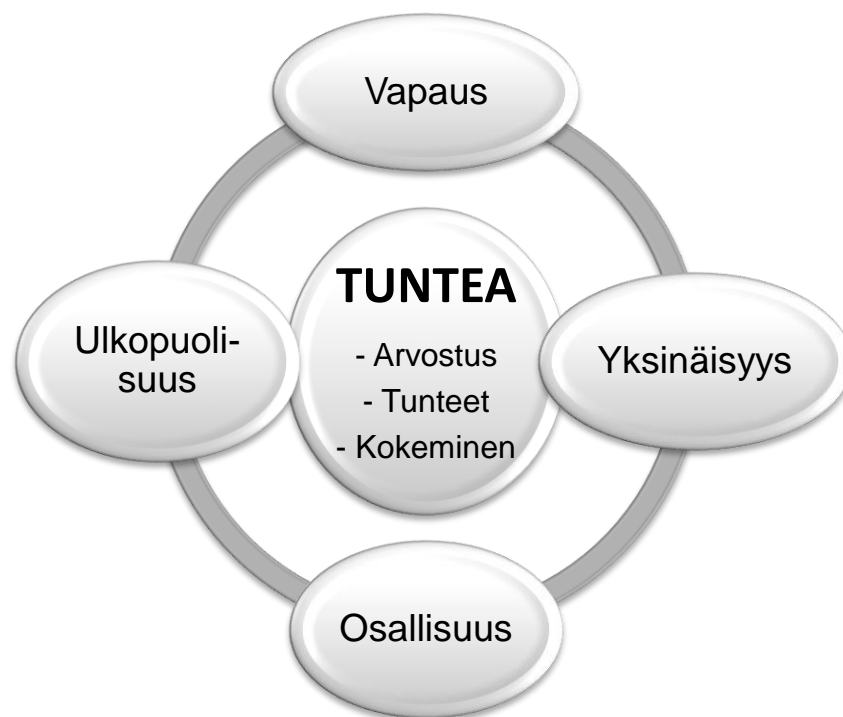 Vapaus
TUNTEA
- Arvostus
- Tunteet
- Kokeminen
Ulkopuoli-
suus
Yksinäisyys
Osallisuus